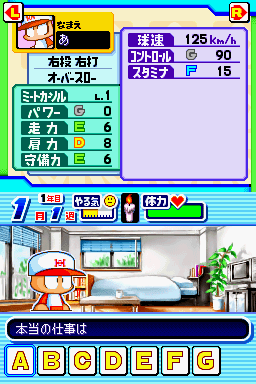 L
R
なまえ
あ
右投 右打
オーバースロー
ミートカーソル L.1
パワー G 0
走力 E 6
肩力 D 8
守備力 E 6
球速 125km/h
コントロール G 90
スタミナ F 15
1年目
1月1週
やる気
体力
本当の仕事は
A B C D E F G